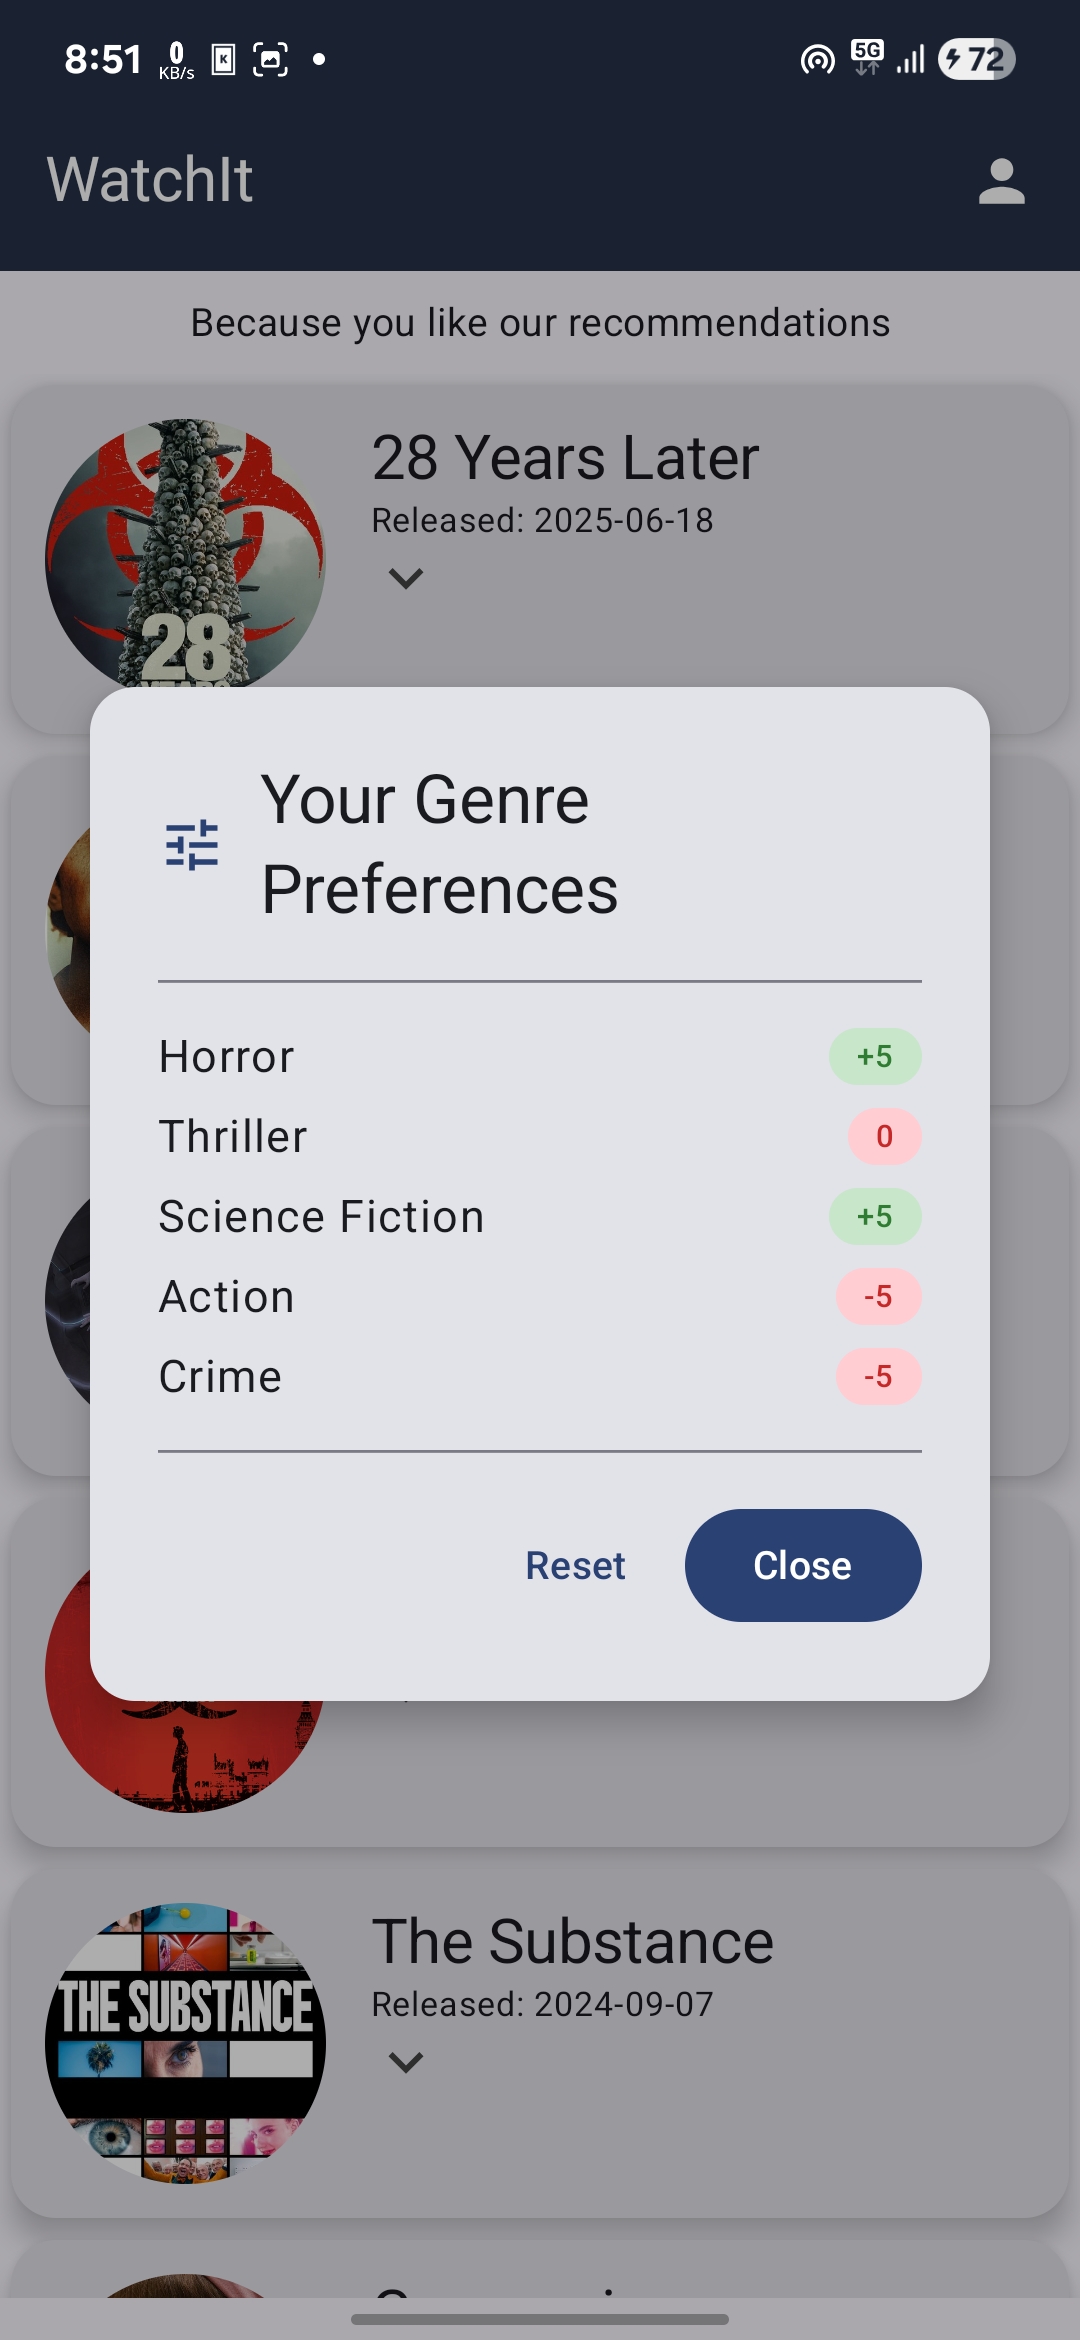 8:51 0 KB/s K 5G 72
WatchIt
Because you like our recommendations
28 Years Later
Released: 2025-06-18
28
Your Genre
Preferences
Horror +5
Thriller 0
Science Fiction +5
Action -5
Crime -5
Reset Close
The Substance
Released: 2024-09-07
THE SUBSTANCE